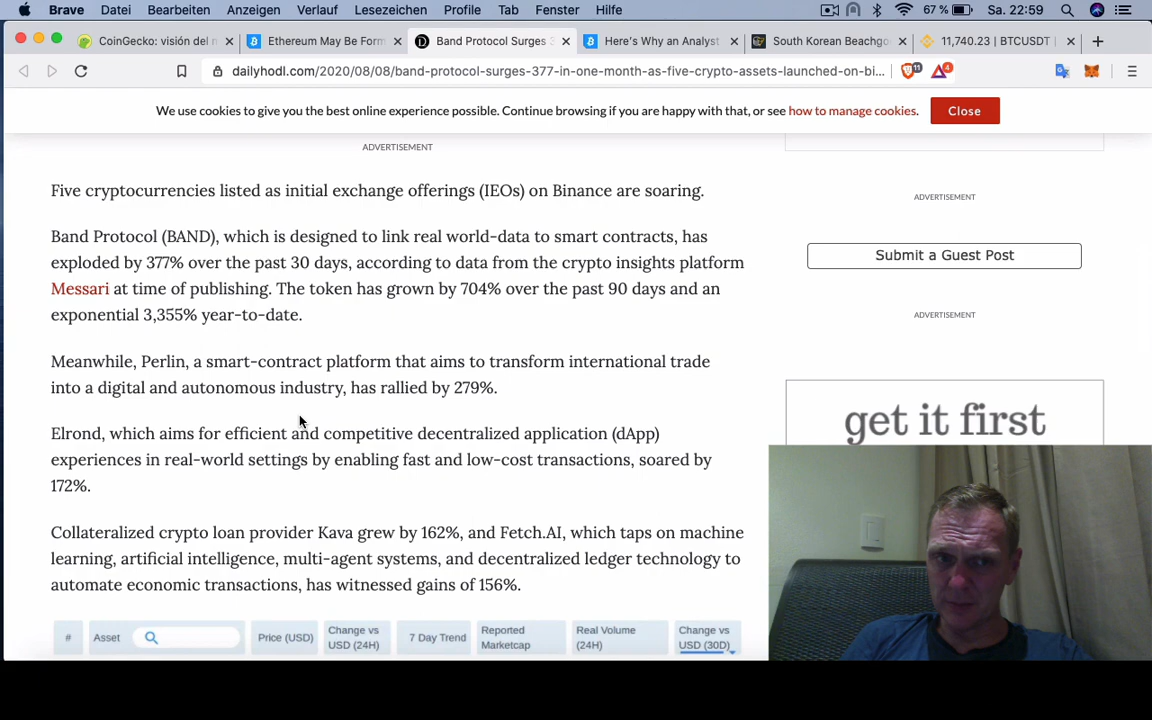 Brave Datei Bearbeiten Anzeigen Verlauf Lesezeichen Profile Tab Fenster Hilfe 67 % Sa. 22:59
CoinGecko: visión del n Ethereum May Be Form Band Protocol Surges 3 Here's Why an Analyst South Korean Beachgo 11,740.23 | BTCUSDT |
dailyhodl.com/2020/08/08/band-protocol-surges-377-in-one-month-as-five-crypto-assets-launched-on-bi... 11 4
We use cookies to give you the best online experience possible. Continue browsing if you are happy with that, or see how to manage cookies. Close
ADVERTISEMENT
Five cryptocurrencies listed as initial exchange offerings (IEOs) on Binance are soaring.
Band Protocol (BAND), which is designed to link real world-data to smart contracts, has
exploded by 377% over the past 30 days, according to data from the crypto insights platform
Messari at time of publishing. The token has grown by 704% over the past 90 days and an
exponential 3,355% year-to-date.
Meanwhile, Perlin, a smart-contract platform that aims to transform international trade
into a digital and autonomous industry, has rallied by 279%.
Elrond, which aims for efficient and competitive decentralized application (dApp)
experiences in real-world settings by enabling fast and low-cost transactions, soared by
172%.
Collateralized crypto loan provider Kava grew by 162%, and Fetch.AI, which taps on machine
learning, artificial intelligence, multi-agent systems, and decentralized ledger technology to
automate economic transactions, has witnessed gains of 156%.
# Asset Price (USD) Change vs USD (24H) 7 Day Trend Reported Marketcap Real Volume (24H) Change vs USD (30D)
ADVERTISEMENT
Submit a Guest Post
ADVERTISEMENT
get it first